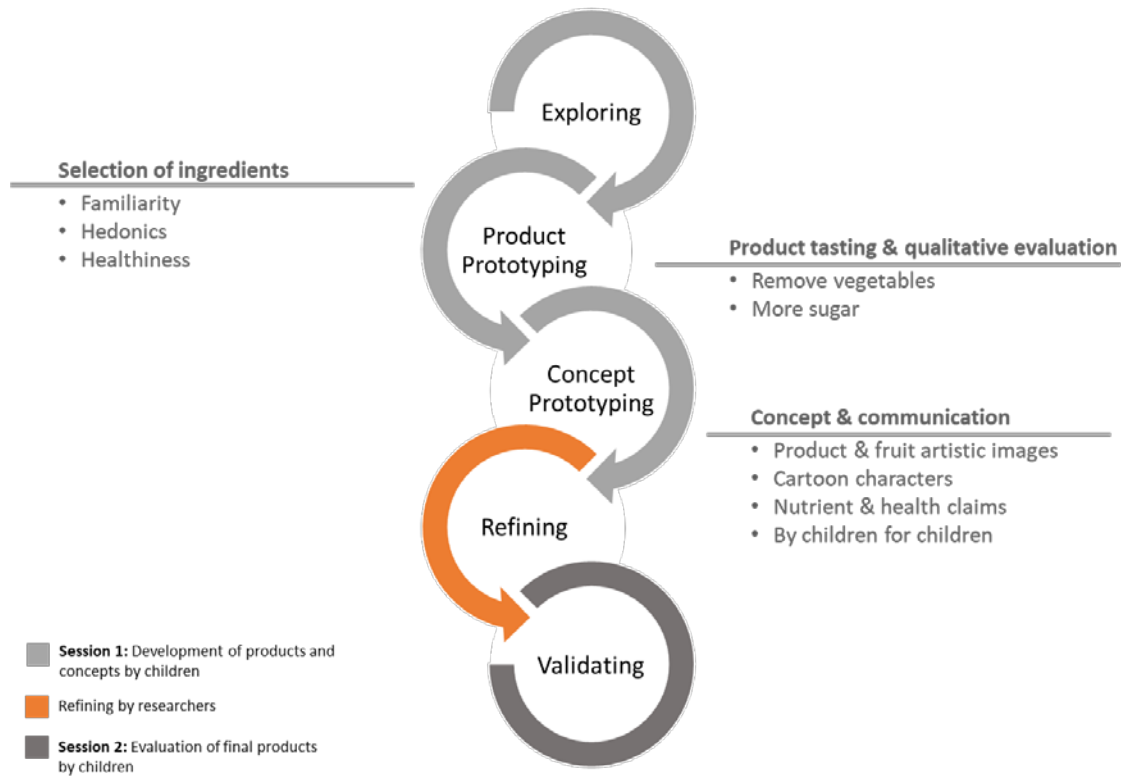 Exploring
Selection of ingredients
• Familiarity
• Hedonics
• Healthiness
Product
Prototyping
Product tasting & qualitative evaluation
• Remove vegetables
• More sugar
Concept
Prototyping
Concept & communication
• Product & fruit artistic images
• Cartoon characters
• Nutrient & health claims
• By children for children
Refining
Validating
Session 1: Development of products and
concepts by children
Refining by researchers
Session 2: Evaluation of final products
by children